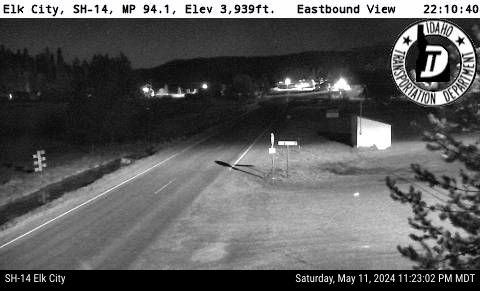 Elk City, SH-14, MP 94.1, Elev 3,939ft. Eastbound View 22:10:40
IDAHO
TRANSPORTATION DEPARTMENT
SH-14 Elk City Saturday, May 11, 2024 11:23:02 PM MDT